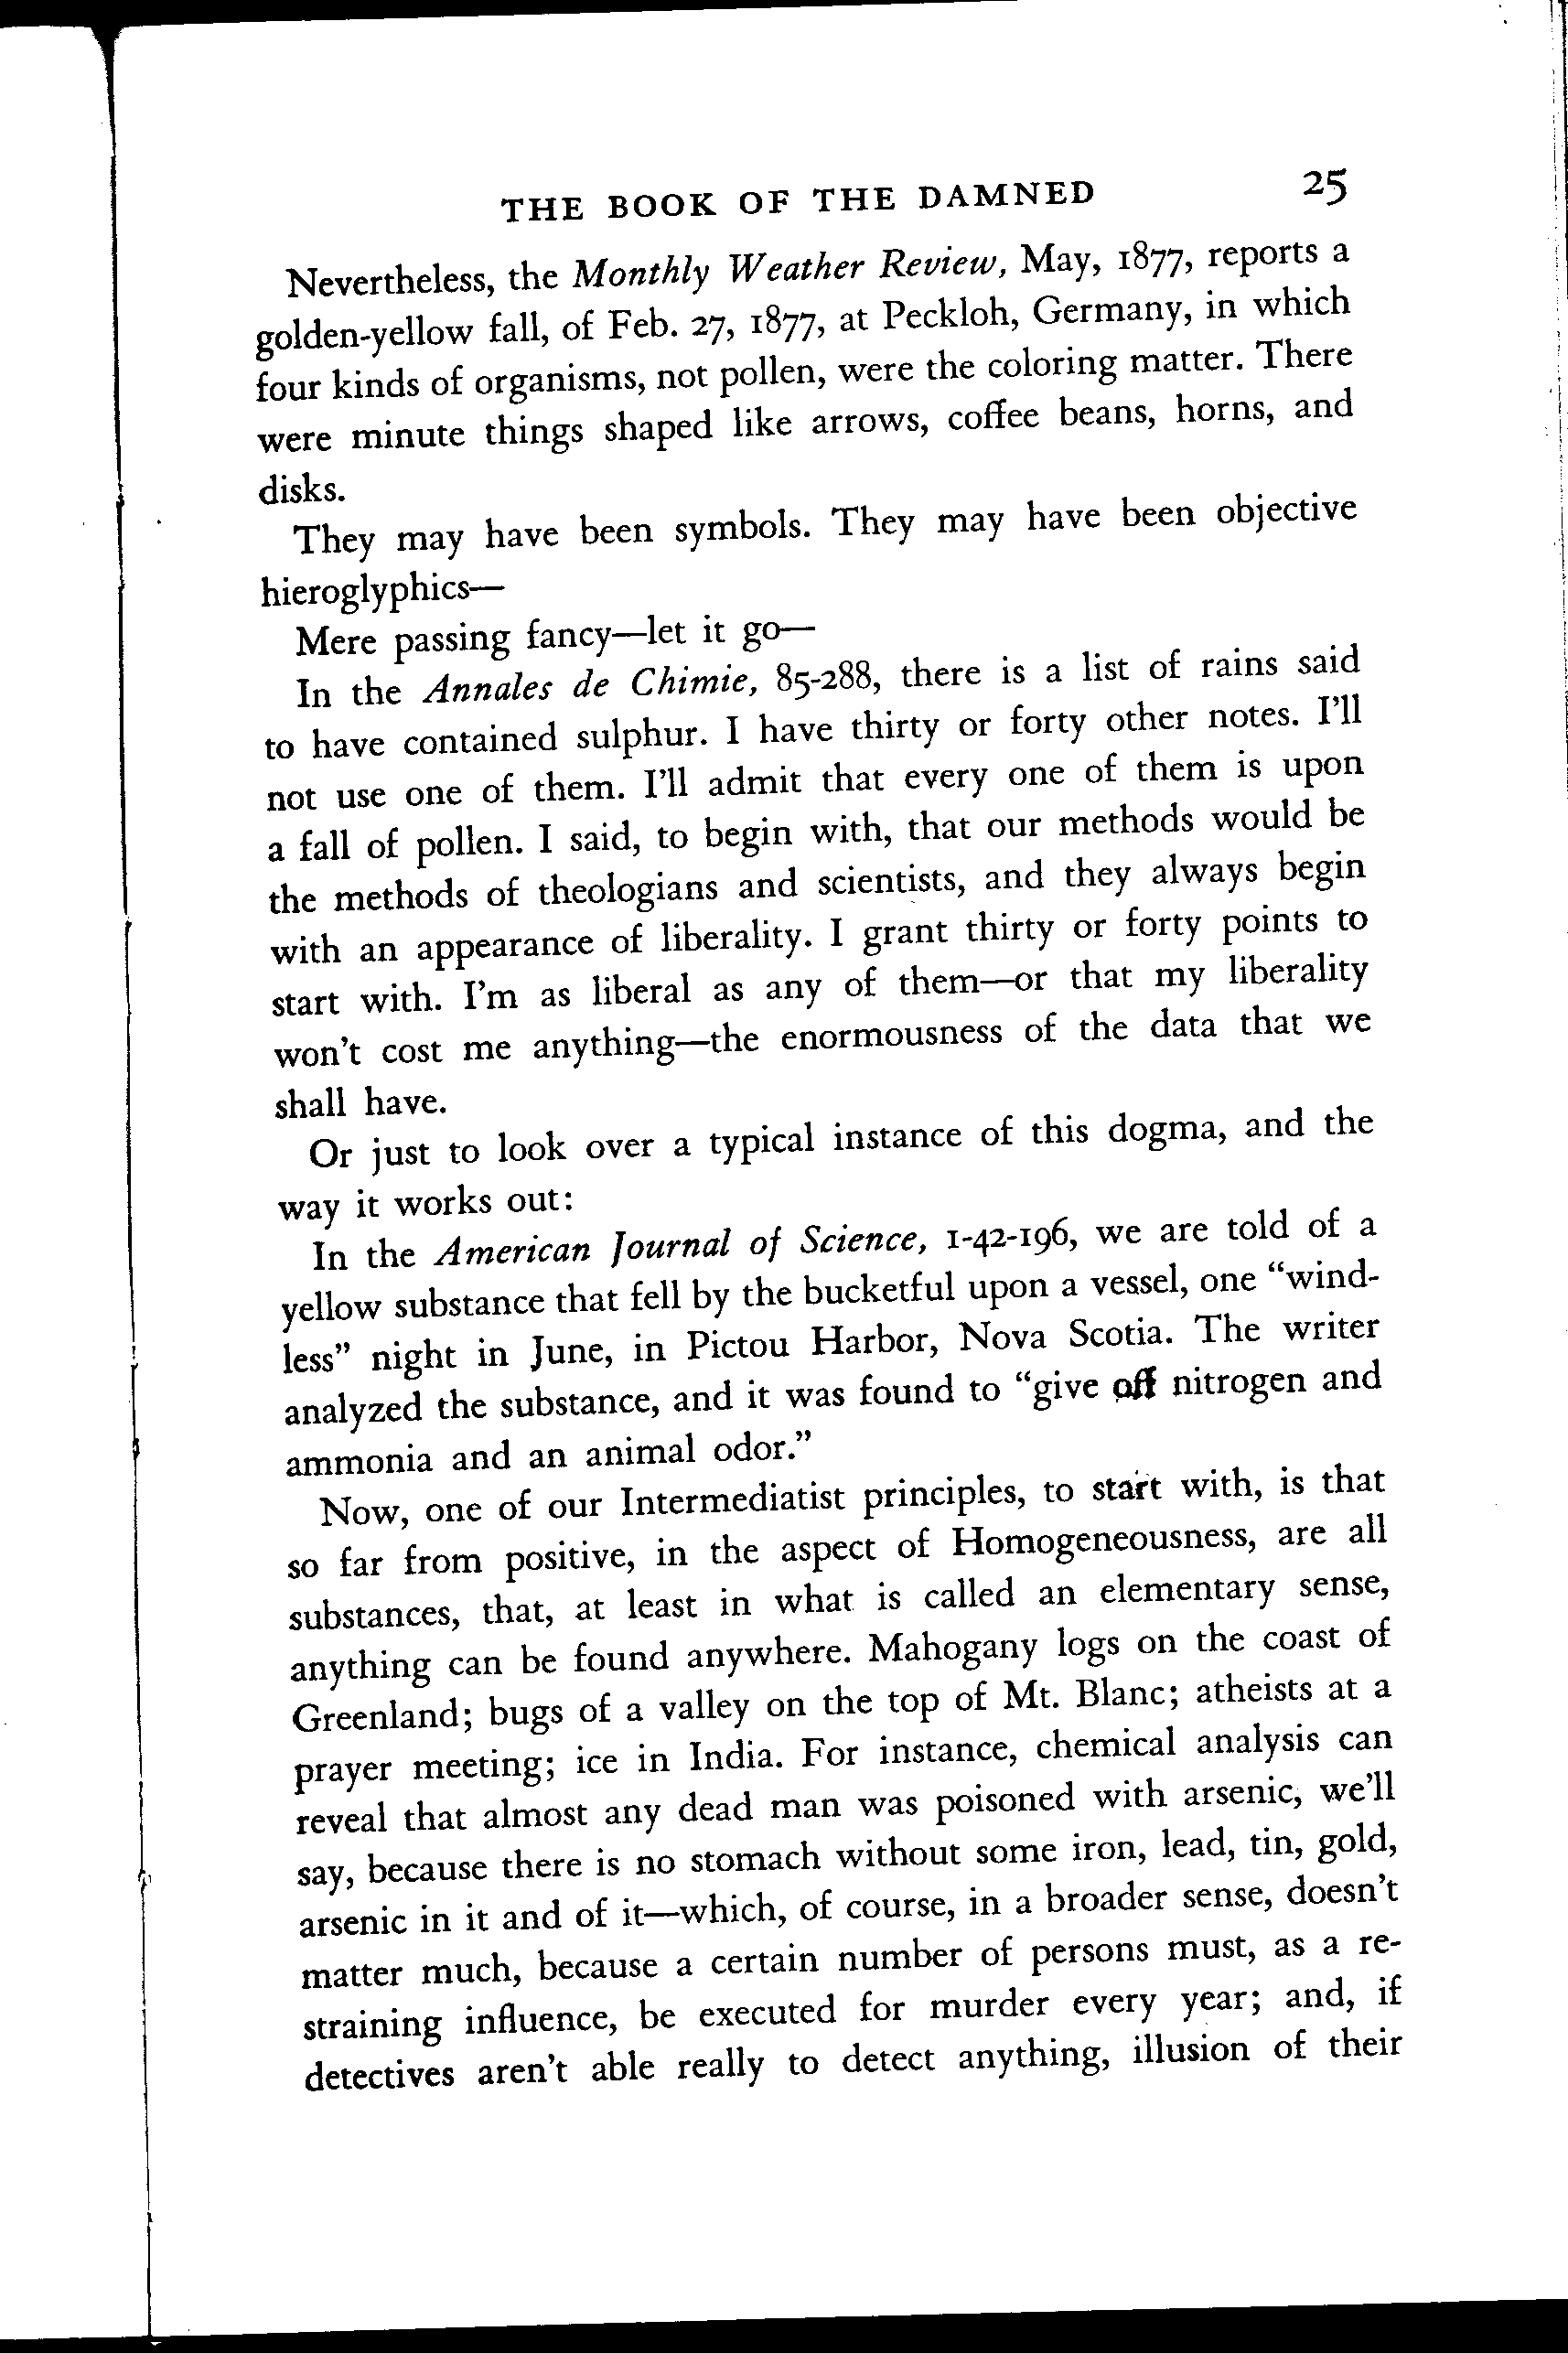 THE BOOK OF THE DAMNED 25
Nevertheless, the Monthly Weather Review, May, 1877, reports a
golden-yellow fall, of Feb. 27, 1877, at Peckloh, Germany, in which
four kinds of organisms, not pollen, were the coloring matter. There
were minute things shaped like arrows, coffee beans, horns, and
disks.
They may have been symbols. They may have been objective
hieroglyphics—
Mere passing fancy—let it go—
In the Annales de Chimie, 85-288, there is a list of rains said
to have contained sulphur. I have thirty or forty other notes. I'll
not use one of them. I'll admit that every one of them is upon
a fall of pollen. I said, to begin with, that our methods would be
the methods of theologians and scientists, and they always begin
with an appearance of liberality. I grant thirty or forty points to
start with. I'm as liberal as any of them—or that my liberality
won't cost me anything—the enormousness of the data that we
shall have.
Or just to look over a typical instance of this dogma, and the
way it works out:
In the American Journal of Science, 1-42-196, we are told of a
yellow substance that fell by the bucketful upon a vessel, one “wind-
less” night in June, in Pictou Harbor, Nova Scotia. The writer
analyzed the substance, and it was found to “give off nitrogen and
ammonia and an animal odor.”
Now, one of our Intermediatist principles, to start with, is that
so far from positive, in the aspect of Homogeneousness, are all
substances, that, at least in what is called an elementary sense,
anything can be found anywhere. Mahogany logs on the coast of
Greenland; bugs of a valley on the top of Mt. Blanc; atheists at a
prayer meeting; ice in India. For instance, chemical analysis can
reveal that almost any dead man was poisoned with arsenic, we'll
say, because there is no stomach without some iron, lead, tin, gold,
arsenic in it and of it—which, of course, in a broader sense, doesn't
matter much, because a certain number of persons must, as a re-
straining influence, be executed for murder every year; and, if
detectives aren't able really to detect anything, illusion of their